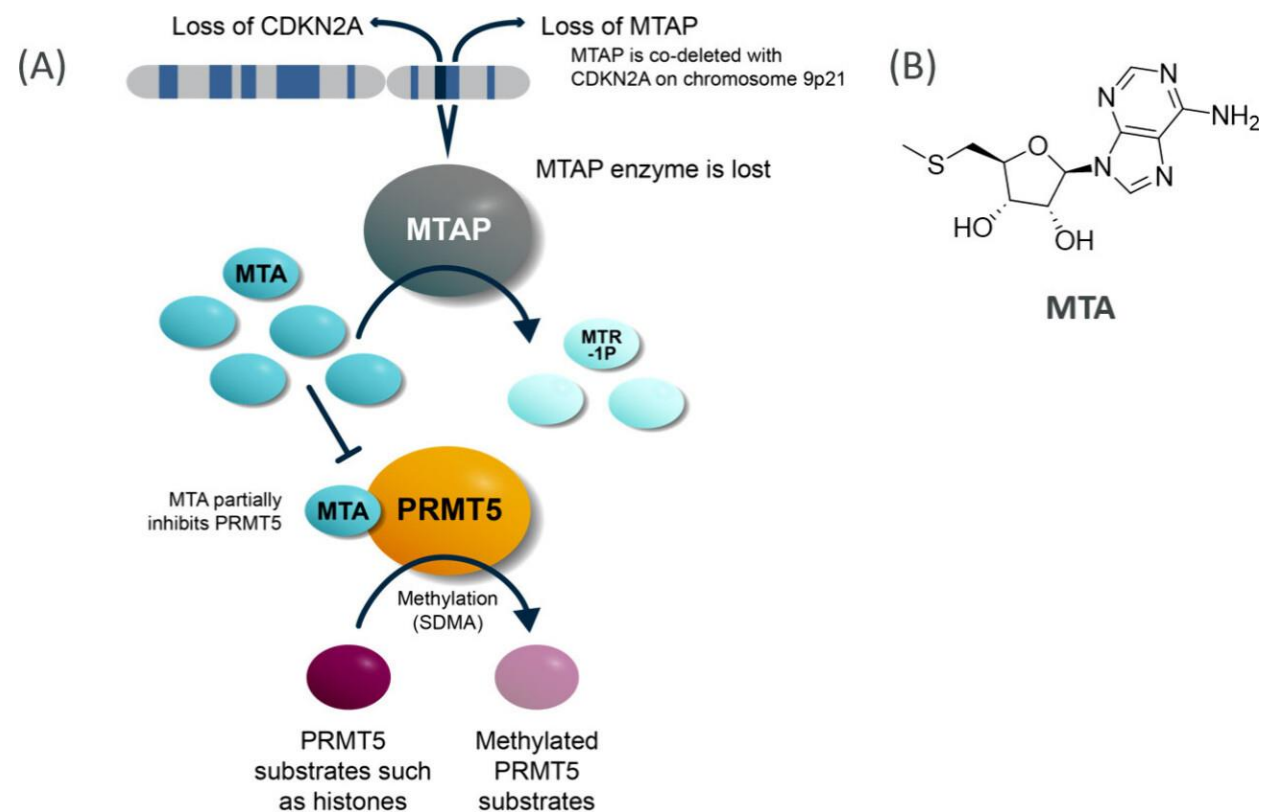 (A)
Loss of CDKN2A
Loss of MTAP
MTAP is co-deleted with
CDKN2A on chromosome 9p21
MTAP enzyme is lost
MTAP
MTA
MTR
-1P
MTA partially
inhibits PRMT5
MTA
PRMT5
Methylation
(SDMA)
PRMT5
substrates such
as histones
Methylated
PRMT5
substrates
(B)
N
N
N
N
NH2
O
S
HO
OH
MTA